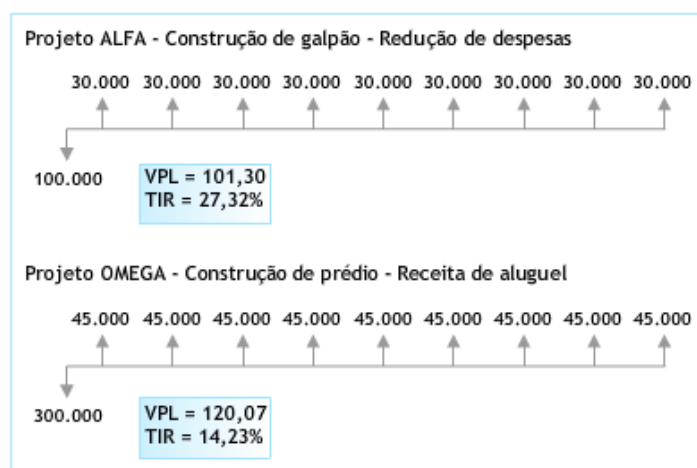 Projeto ALFA - Construção de galpão - Redução de despesas
30.000 30.000 30.000 30.000 30.000 30.000 30.000 30.000 30.000
100.000
VPL = 101,30
TIR = 27,32%
Projeto OMEGA - Construção de prédio - Receita de aluguel
45.000 45.000 45.000 45.000 45.000 45.000 45.000 45.000 45.000
300.000
VPL = 120,07
TIR = 14,23%